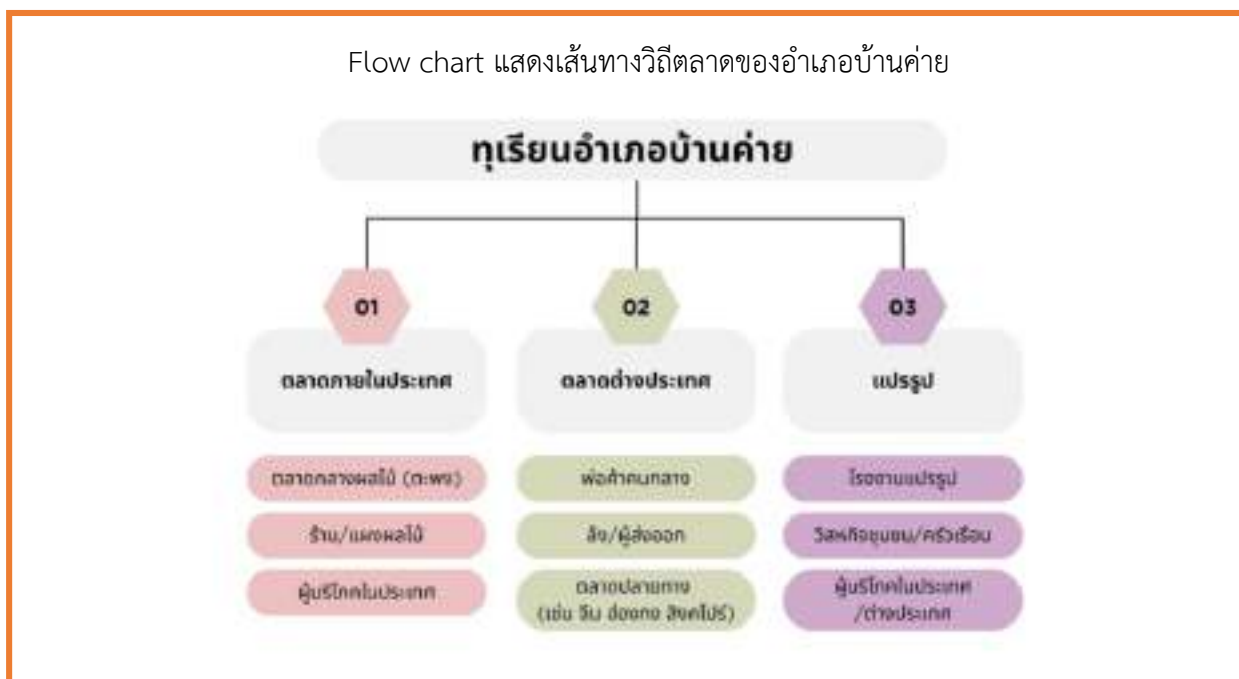 Flow chart แสดงเส้นทางวิถีตลาดของอำเภอบ้านค่าย
ทุเรียนอำเภอบ้านค่าย
01
02
03
ตลาดภายในประเทศ
ตลาดต่างประเทศ
แปรรูป
ตลาดกลางผลไม้ (ตะพง)
พ่อค้าคนกลาง
โรงงานแปรรูป
ร้าน/แผงผลไม้
ล้ง/ผู้ส่งออก
วิสหกิจชุมชน/ครัวเรือน
ผู้บริโภคในประเทศ
ตลาดปลายทาง
(เช่น จีน ฮ่องกง สิงคโปร์)
ผู้บริโภคในประเทศ
/ต่างประเทศ